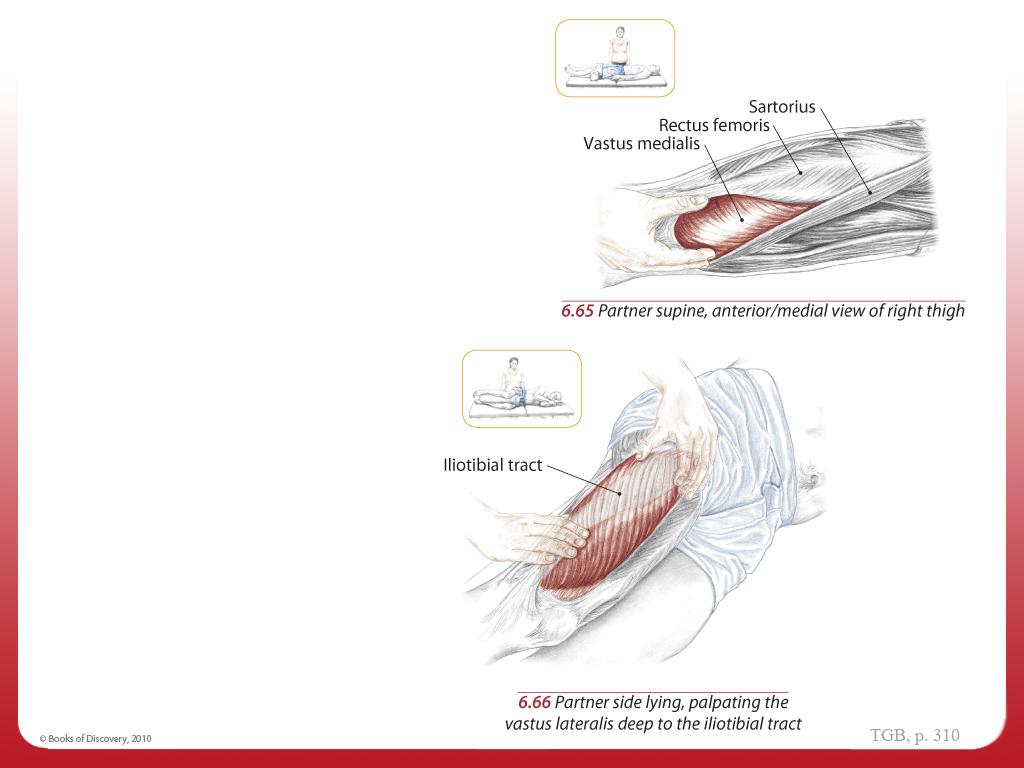 Sartorius
Rectus femoris
Vastus medialis
6.65 Partner supine, anterior/medial view of right thigh
Iliotibial tract
6.66 Partner side lying, palpating the
vastus lateralis deep to the iliotibial tract
© Books of Discovery, 2010
TGB, p. 310